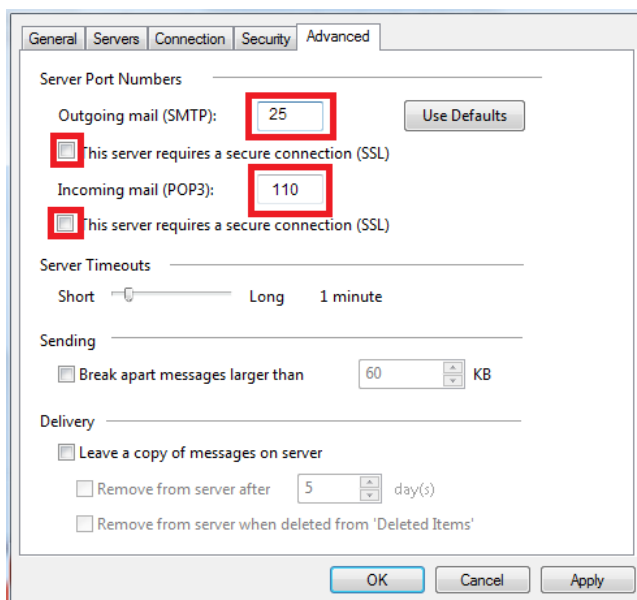 General Servers Connection Security Advanced
Server Port Numbers
Outgoing mail (SMTP): 25 Use Defaults
This server requires a secure connection (SSL)
Incoming mail (POP3): 110
This server requires a secure connection (SSL)
Server Timeouts
Short Long 1 minute
Sending
Break apart messages larger than 60 KB
Delivery
Leave a copy of messages on server
Remove from server after 5 day(s)
Remove from server when deleted from 'Deleted Items'
OK Cancel Apply